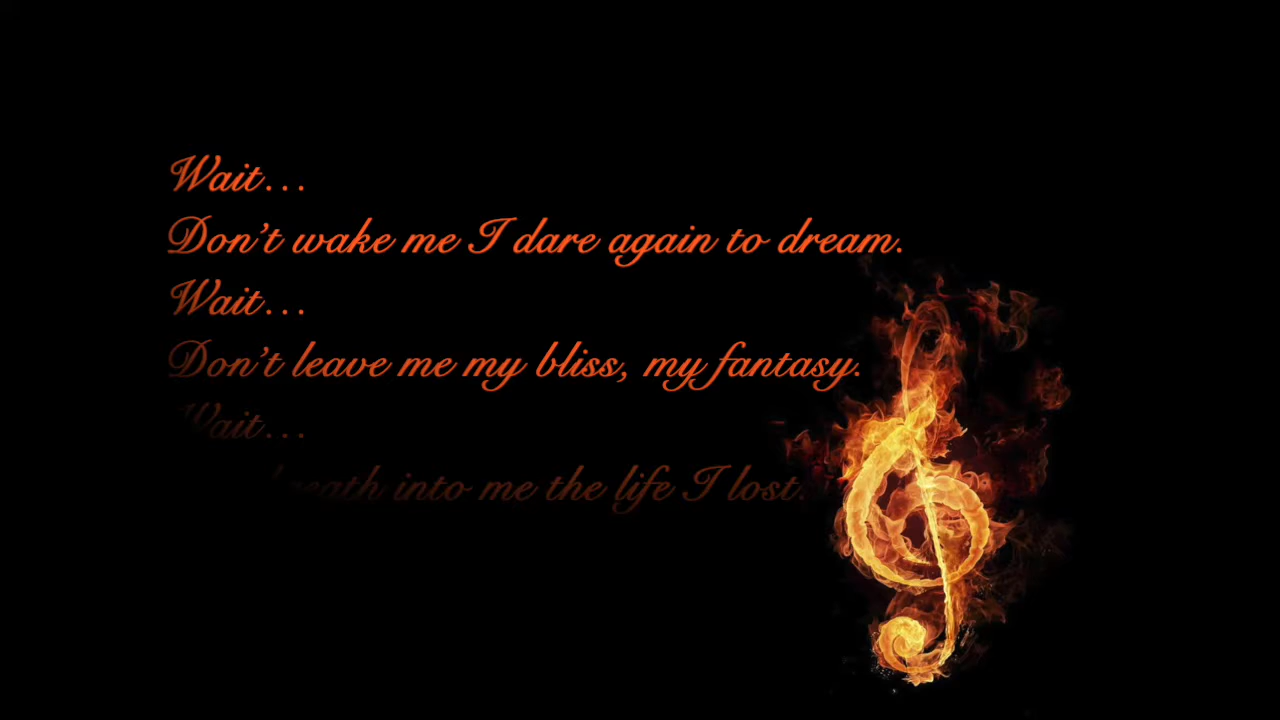 Wait...
Don't wake me I dare again to dream.
Wait...
Don't leave me my bliss, my fantasy.
Wait...
breath into me the life I lost.